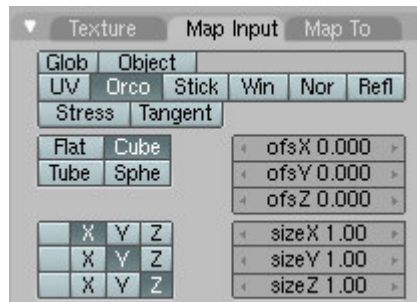 Texture Map Input Map To
Glob Object
UV Orco Stick Win Nor Refl
Stress Tangent
Flat Cube ofsX 0.000
Tube Sphe ofsY 0.000
ofsZ 0.000
X Y Z sizeX 1.00
X Y Z sizeY 1.00
X Y Z sizeZ 1.00